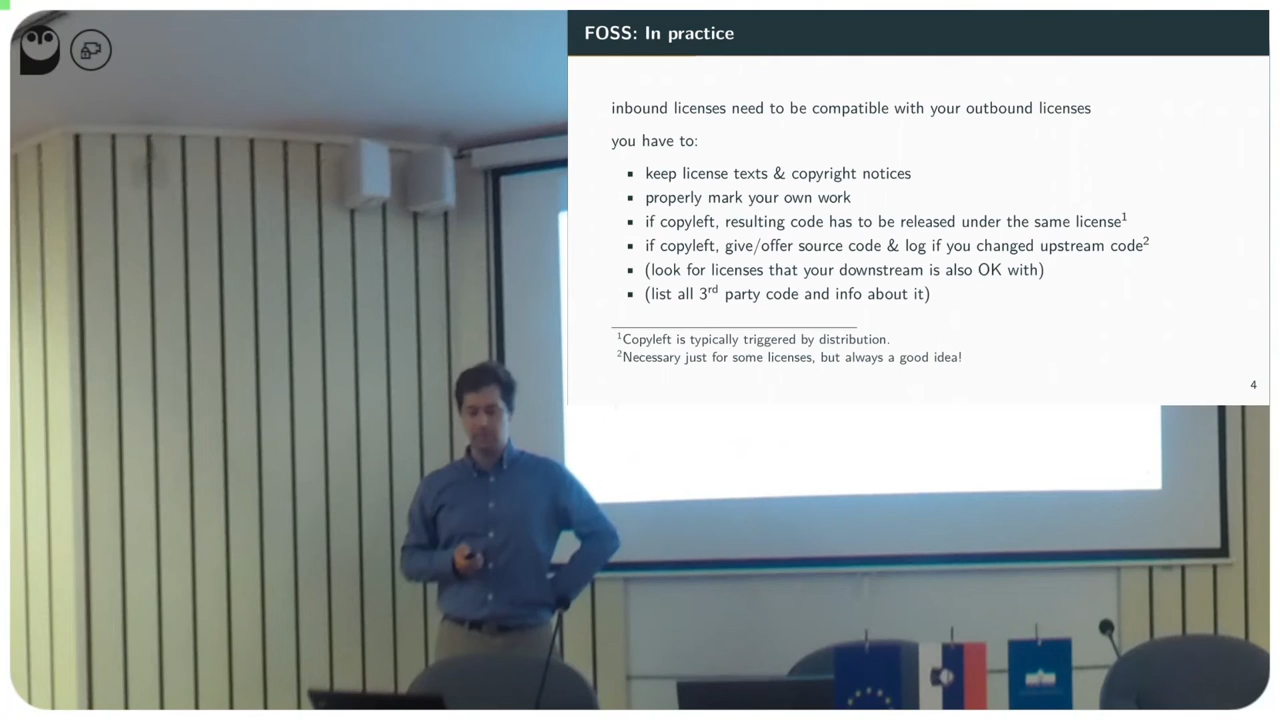 FOSS: In practice
inbound licenses need to be compatible with your outbound licenses
you have to:
▪ keep license texts & copyright notices
▪ properly mark your own work
▪ if copyleft, resulting code has to be released under the same license¹
▪ if copyleft, give/offer source code & log if you changed upstream code²
▪ (look for licenses that your downstream is also OK with)
▪ (list all 3rd party code and info about it)
¹Copyleft is typically triggered by distribution.
²Necessary just for some licenses, but always a good idea!
4